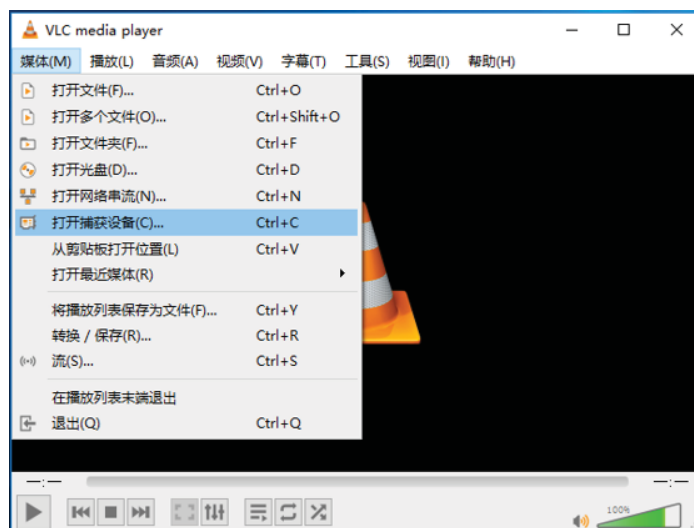 VLC media player
媒体(M) 播放(L) 音频(A) 视频(V) 字幕(T) 工具(S) 视图(I) 帮助(H)
打开文件(F)... Ctrl+O
打开多个文件(O)... Ctrl+Shift+O
打开文件夹(F)... Ctrl+F
打开光盘(D)... Ctrl+D
打开网络串流(N)... Ctrl+N
打开捕获设备(C)... Ctrl+C
从剪贴板打开位置(L) Ctrl+V
打开最近媒体(R)
将播放列表保存为文件(F)... Ctrl+Y
转换 / 保存(R)... Ctrl+R
流(S)... Ctrl+S
在播放列表末端退出
退出(Q) Ctrl+Q
--:-- --:--
100%